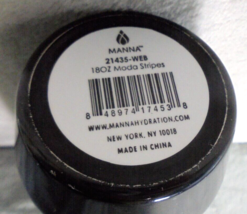 MANNA™
21435-WEB
18OZ Moda Stripes
8 48974 17453 8
WWW.MANNAHYDRATION.COM
NEW YORK, NY 10018
MADE IN CHINA